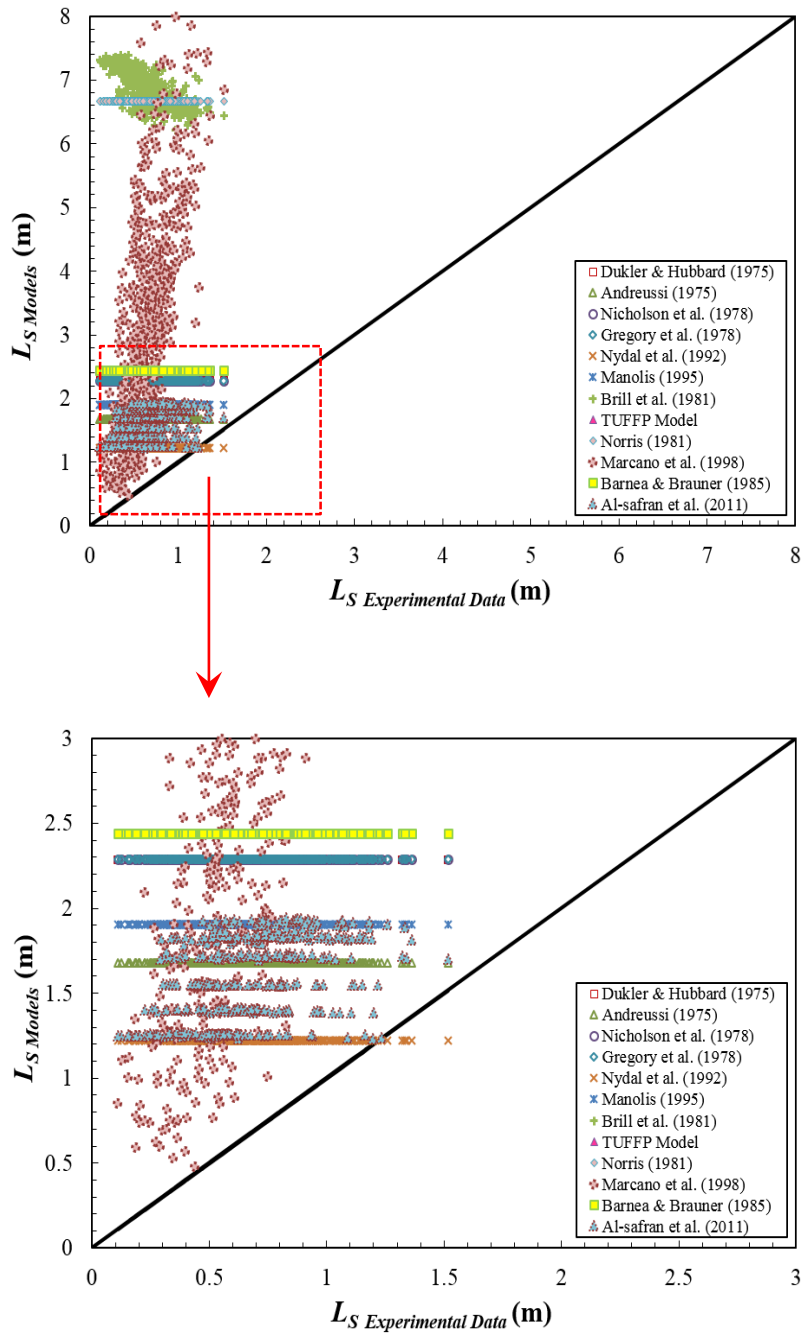 8
7
6
5
4
3
2
1
0
L S Models (m)
0 1 2 3 4 5 6 7 8
L S Experimental Data (m)
Dukler & Hubbard (1975)
Andreussi (1975)
Nicholson et al. (1978)
Gregory et al. (1978)
Nydal et al. (1992)
Manolis (1995)
Brill et al. (1981)
TUFFP Model
Norris (1981)
Marcano et al. (1998)
Barnea & Brauner (1985)
Al-safran et al. (2011)
3
2.5
2
1.5
1
0.5
0
L S Models (m)
0 0.5 1 1.5 2 2.5 3
L S Experimental Data (m)
Dukler & Hubbard (1975)
Andreussi (1975)
Nicholson et al. (1978)
Gregory et al. (1978)
Nydal et al. (1992)
Manolis (1995)
Brill et al. (1981)
TUFFP Model
Norris (1981)
Marcano et al. (1998)
Barnea & Brauner (1985)
Al-safran et al. (2011)